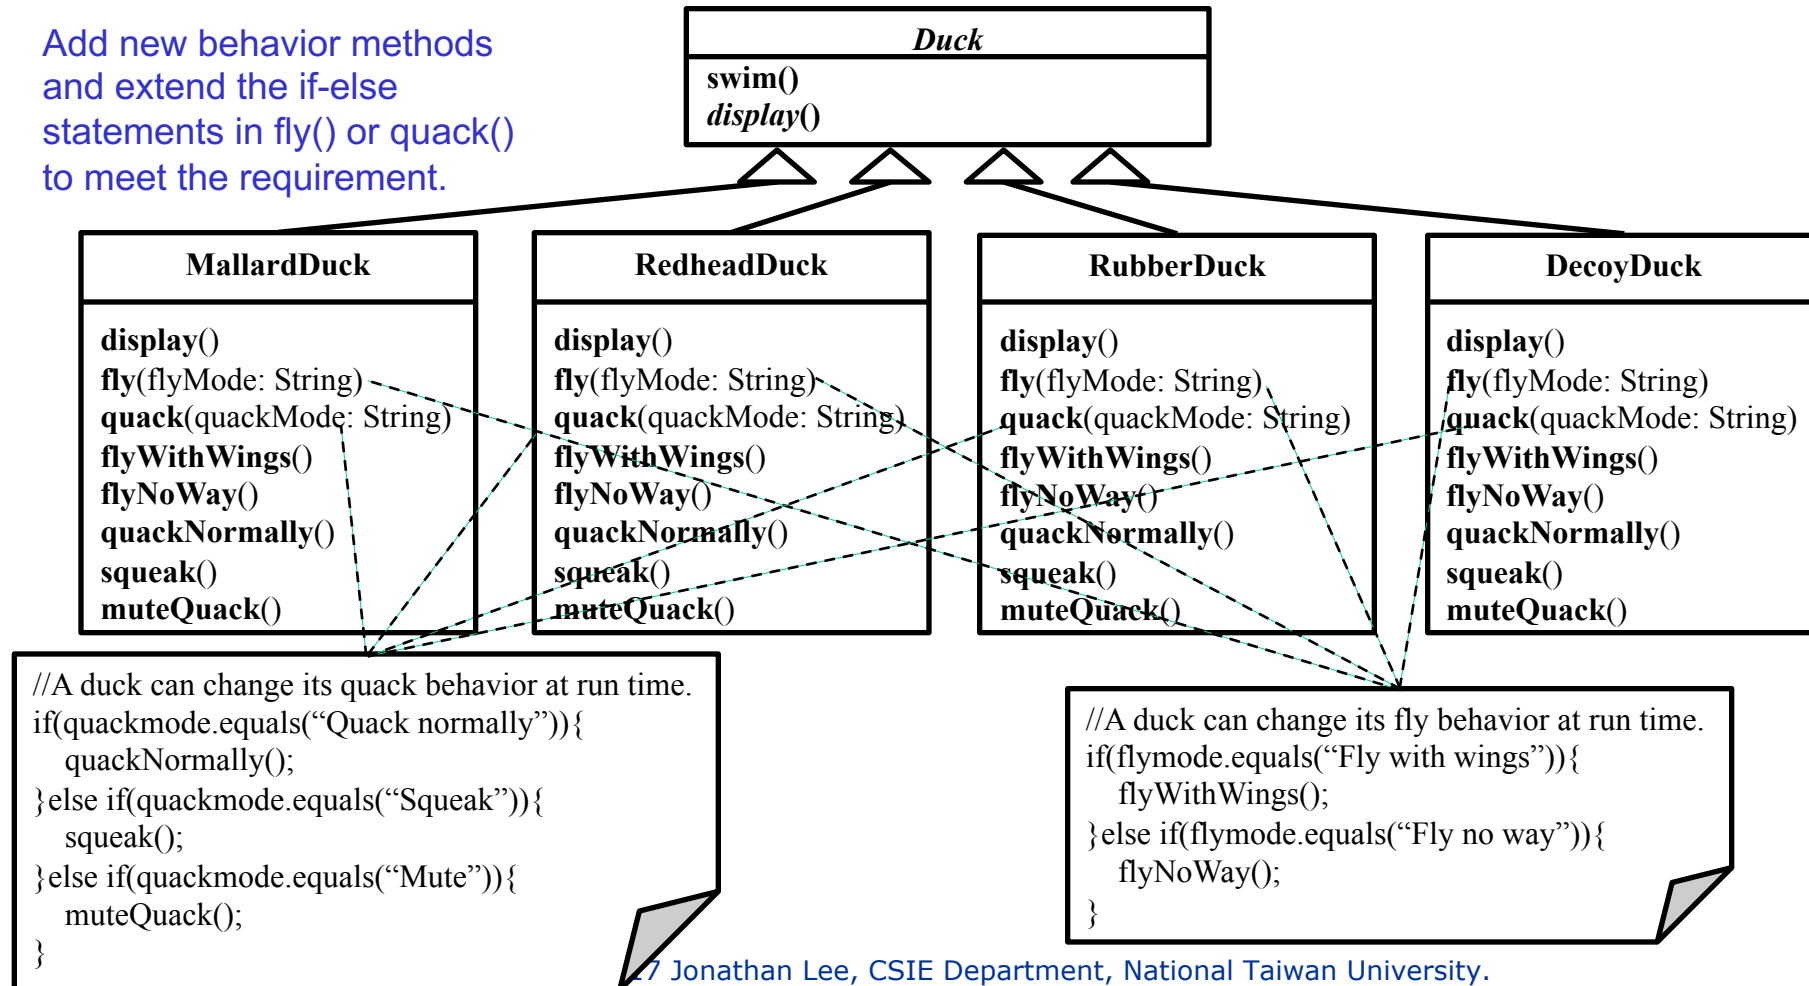 Add new behavior methods
and extend the if-else
statements in fly() or quack()
to meet the requirement.
Duck
swim()
display()
MallardDuck
display()
fly(flyMode: String)
quack(quackMode: String)
flyWithWings()
flyNoWay()
quackNormally()
squeak()
muteQuack()
RedheadDuck
display()
fly(flyMode: String)
quack(quackMode: String)
flyWithWings()
flyNoWay()
quackNormally()
squeak()
muteQuack()
RubberDuck
display()
fly(flyMode: String)
quack(quackMode: String)
flyWithWings()
flyNoWay()
quackNormally()
squeak()
muteQuack()
DecoyDuck
display()
fly(flyMode: String)
quack(quackMode: String)
flyWithWings()
flyNoWay()
quackNormally()
squeak()
muteQuack()
//A duck can change its quack behavior at run time.
if(quackmode.equals(“Quack normally”)){
quackNormally();
}else if(quackmode.equals(“Squeak”)){
squeak();
}else if(quackmode.equals(“Mute”)){
muteQuack();
}
//A duck can change its fly behavior at run time.
if(flymode.equals(“Fly with wings”)){
flyWithWings();
}else if(flymode.equals(“Fly no way”)){
flyNoWay();
}
Jonathan Lee, CSIE Department, National Taiwan University.